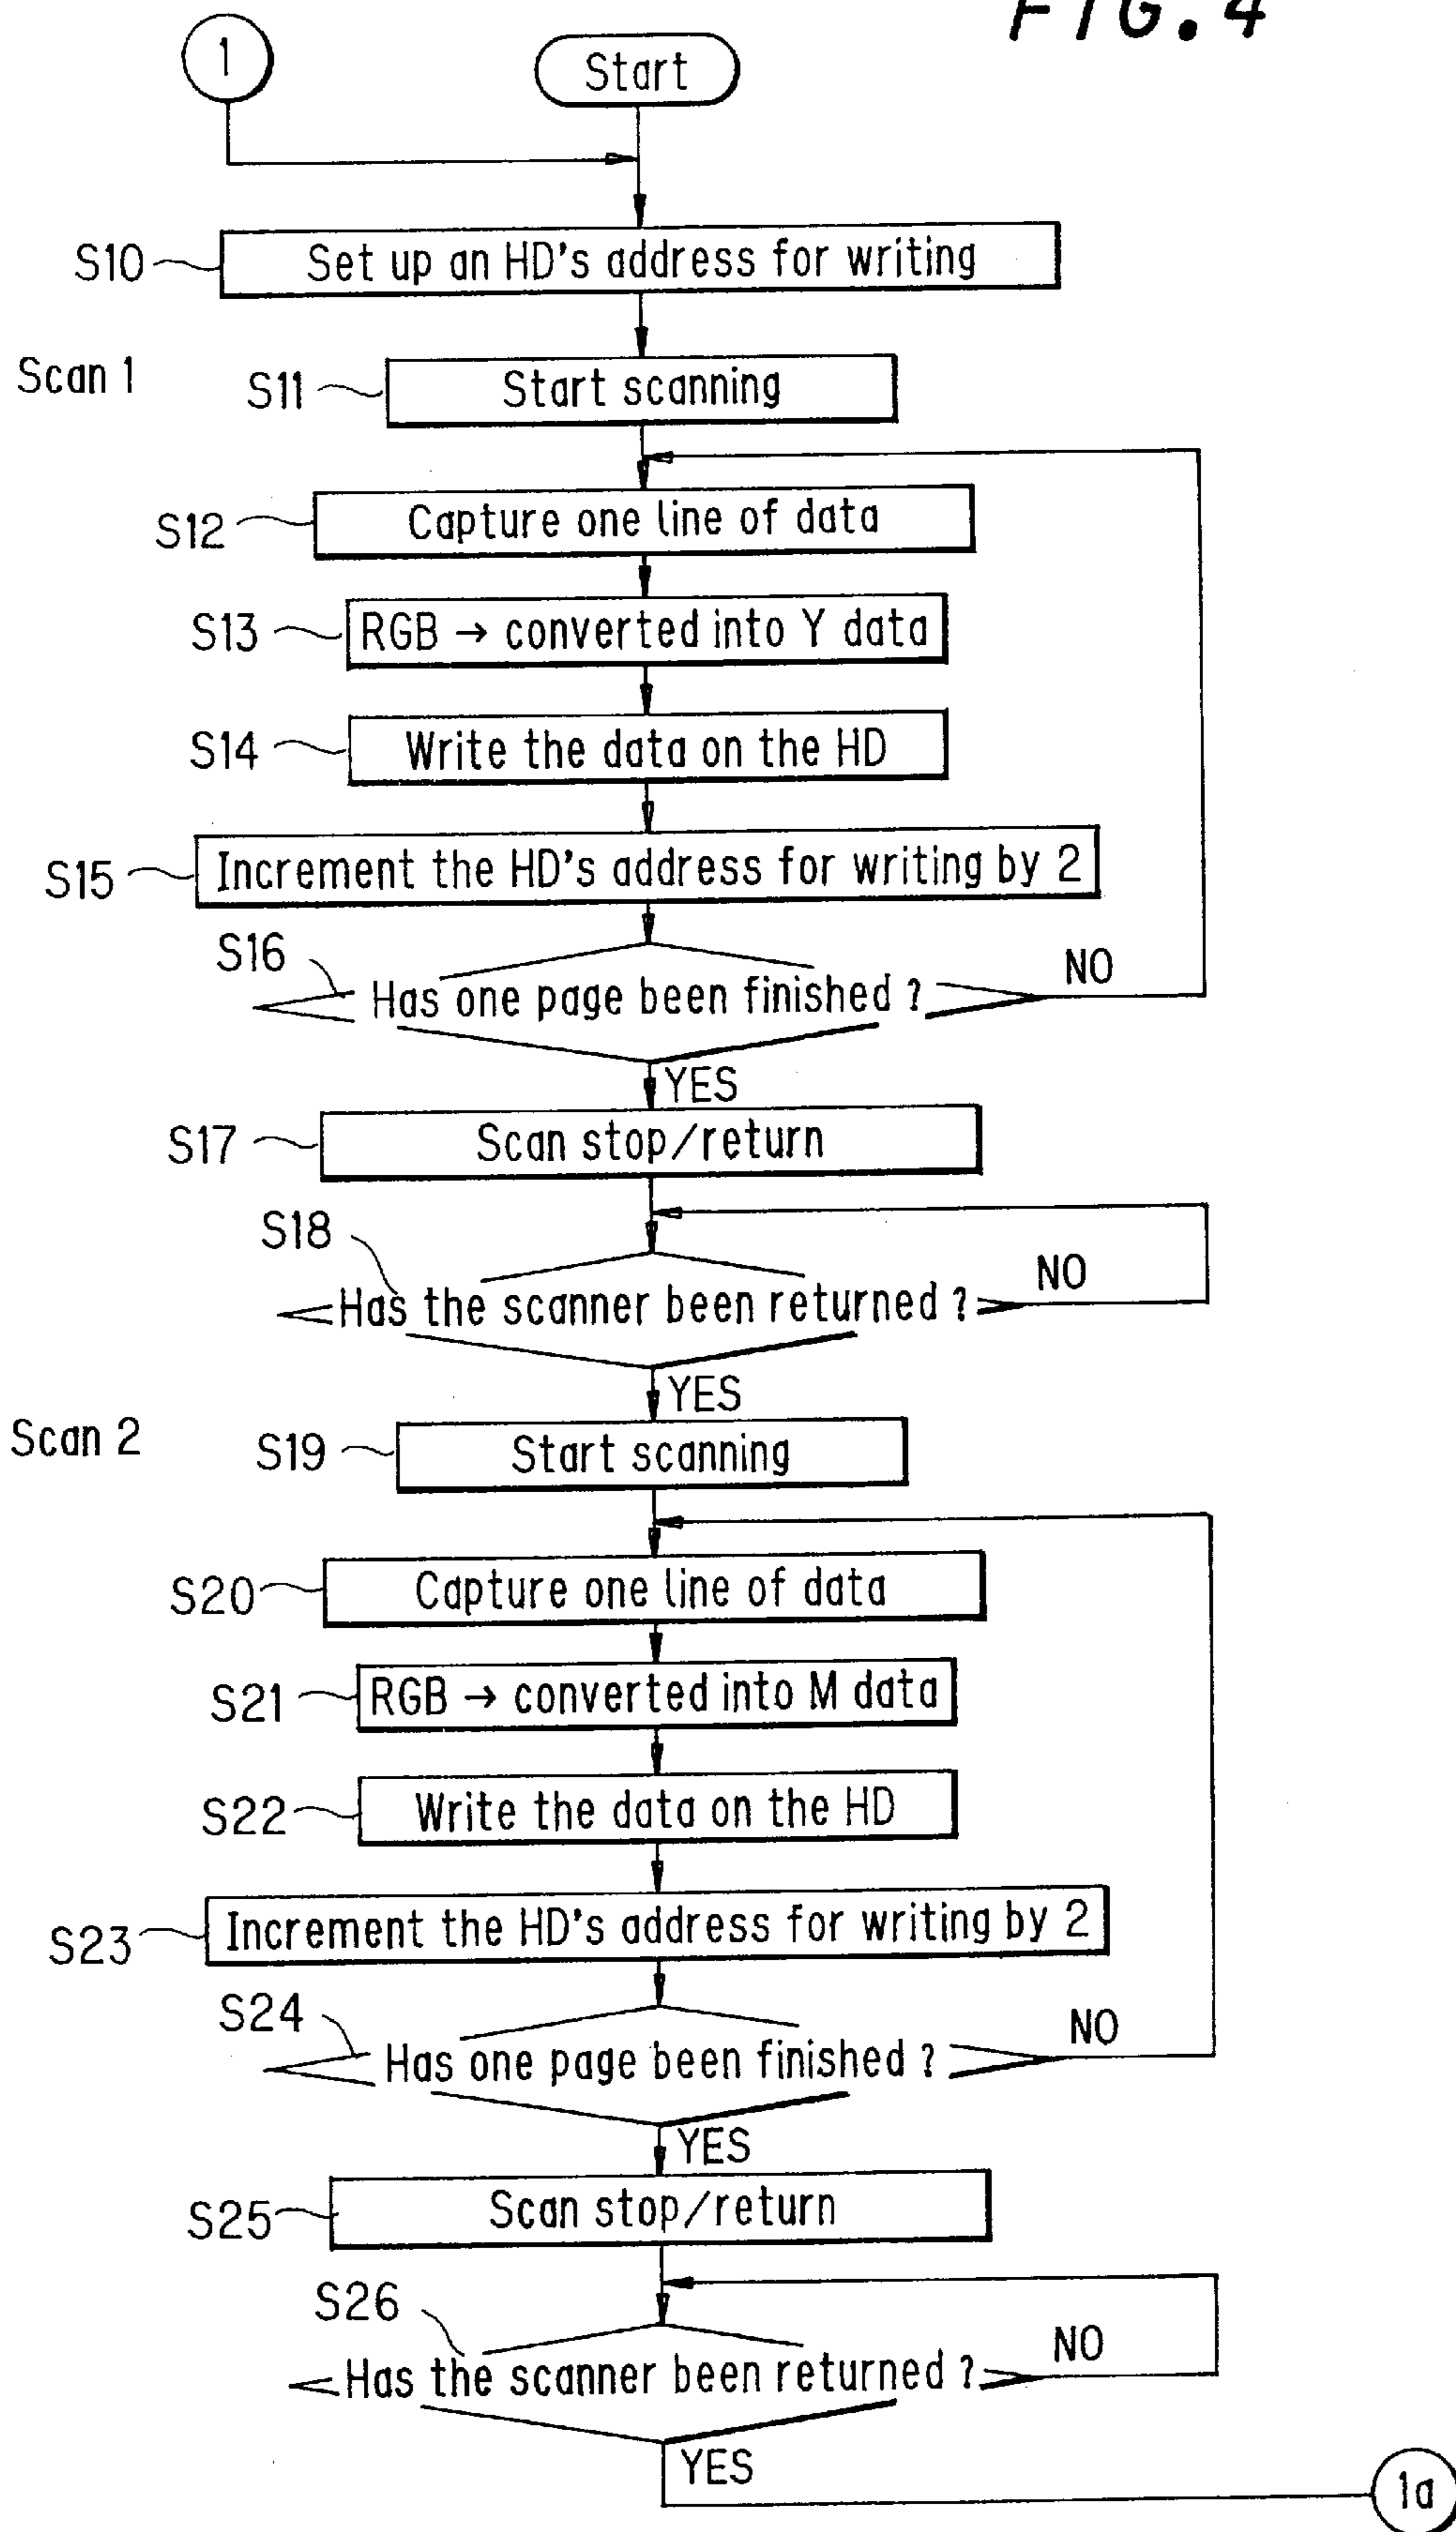 FIG. 4
1
Start
S10
Set up an HD's address for writing
Scan 1
S11
Start scanning
S12
Capture one line of data
S13
RGB → converted into Y data
S14
Write the data on the HD
S15
Increment the HD's address for writing by 2
S16
Has one page been finished ?
NO
YES
S17
Scan stop/return
S18
Has the scanner been returned ?
NO
YES
Scan 2
S19
Start scanning
S20
Capture one line of data
S21
RGB → converted into M data
S22
Write the data on the HD
S23
Increment the HD's address for writing by 2
S24
Has one page been finished ?
NO
YES
S25
Scan stop/return
S26
Has the scanner been returned ?
NO
YES
1a